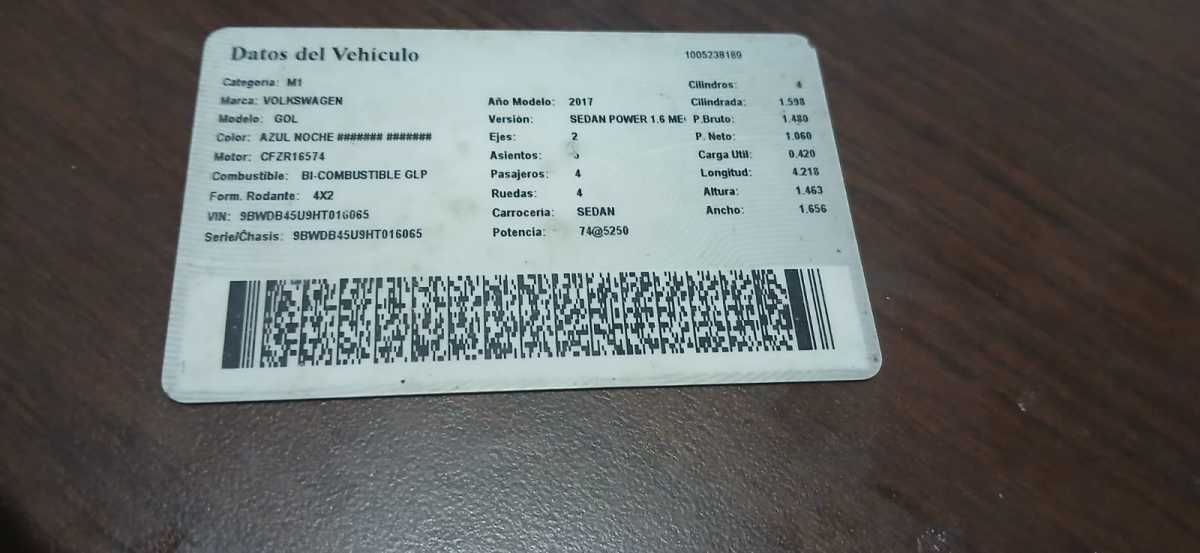 Datos del Vehículo
1005238189
Categoría: M1
Marca: VOLKSWAGEN
Modelo: GOL
Color: AZUL NOCHE ####### #######
Motor: CFZR16574
Combustible: BI-COMBUSTIBLE GLP
Form. Rodante: 4X2
VIN: 9BWDB45U9HT016065
Serie/Chasis: 9BWDB45U9HT016065
Año Modelo: 2017
Versión: SEDAN POWER 1.6 ME
Ejes: 2
Asientos:
Pasajeros: 4
Ruedas: 4
Carrocería: SEDAN
Potencia: 74@5250
Cilindros: 4
Cilindrada: 1.598
P.Bruto: 1.480
P. Neto: 1.060
Carga Util: 0.420
Longitud: 4.218
Altura: 1.463
Ancho: 1.656